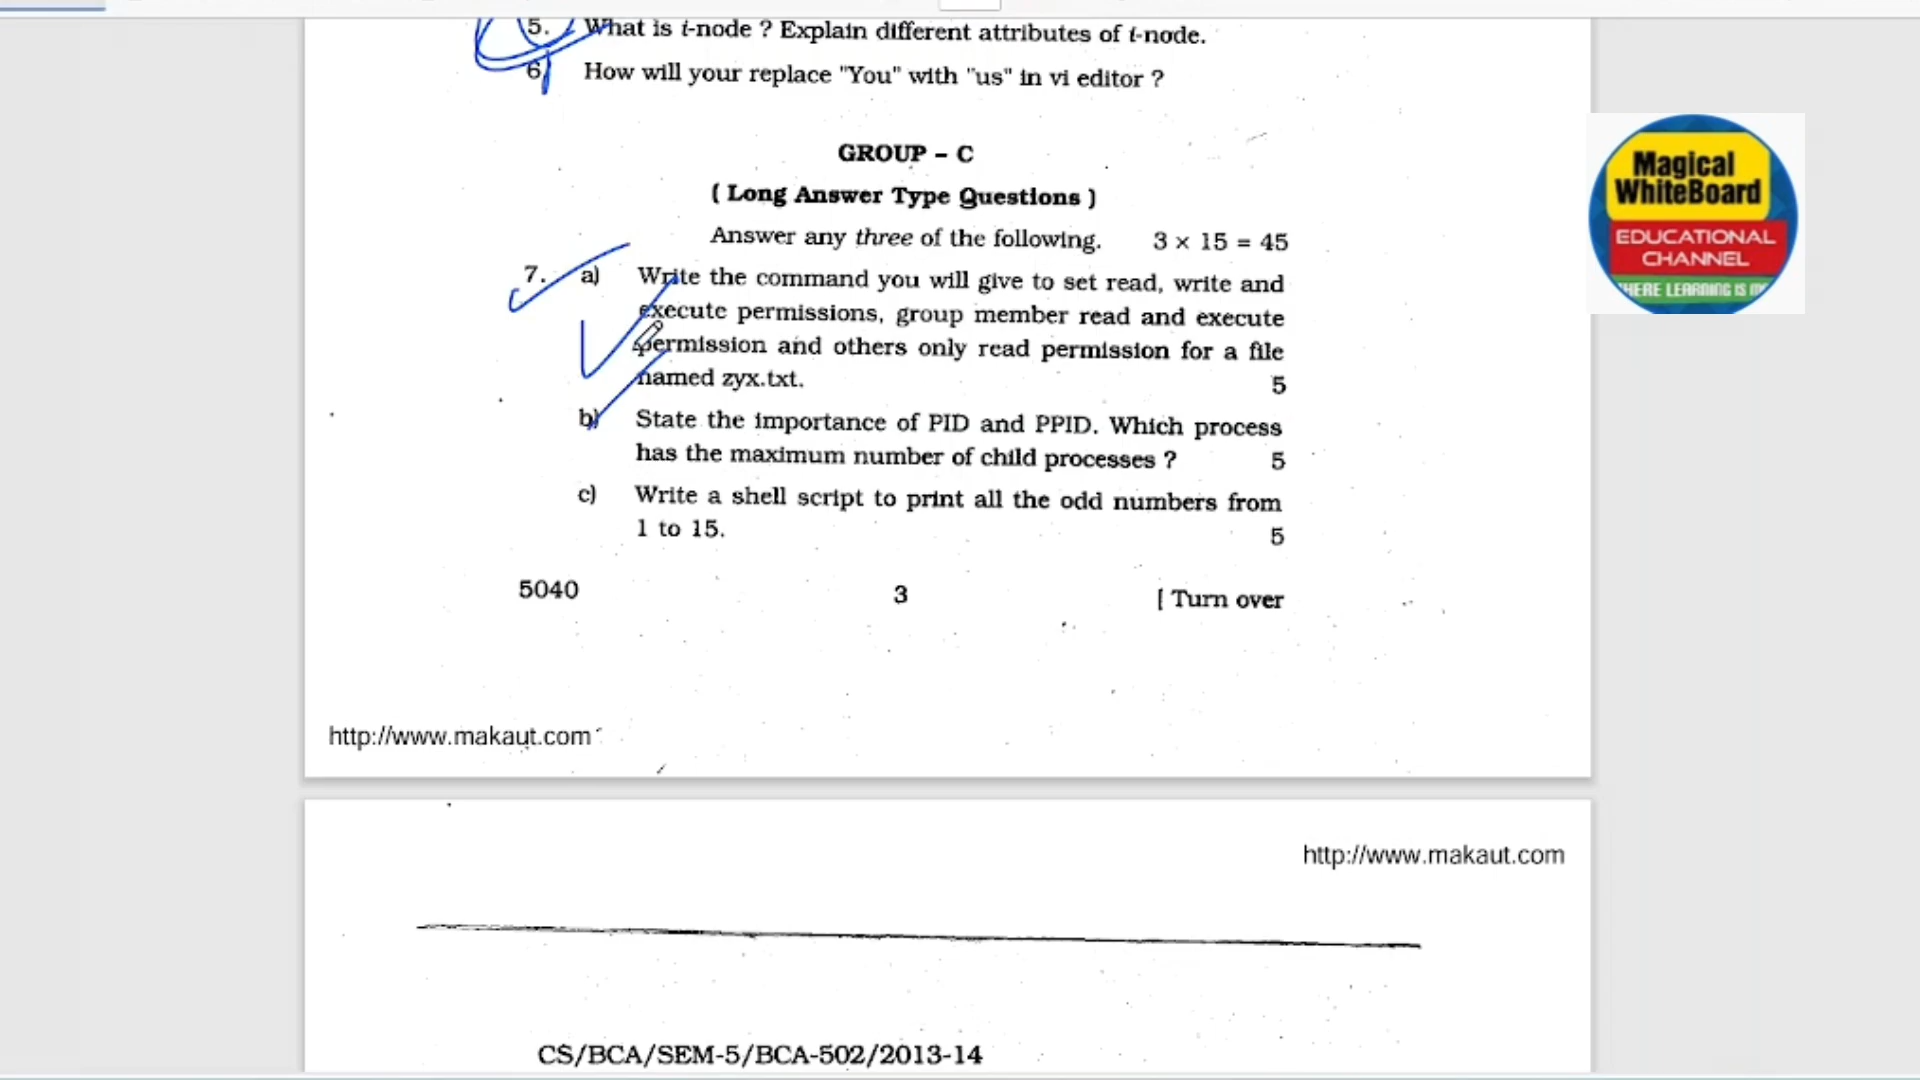 5. What is i-node ? Explain different attributes of i-node.
6) How will your replace "You" with "us" in vi editor ?
GROUP – C
( Long Answer Type Questions )
Answer any three of the following. 3 × 15 = 45
7. a) Write the command you will give to set read, write and
execute permissions, group member read and execute
permission and others only read permission for a file
named zyx.txt. 5
b) State the importance of PID and PPID. Which process
has the maximum number of child processes ? 5
c) Write a shell script to print all the odd numbers from
1 to 15. 5
5040 3 [ Turn over
http://www.makaut.com
http://www.makaut.com
CS/BCA/SEM-5/BCA-502/2013-14
Magical
WhiteBoard
EDUCATIONAL
CHANNEL
HERE LEARNING IS